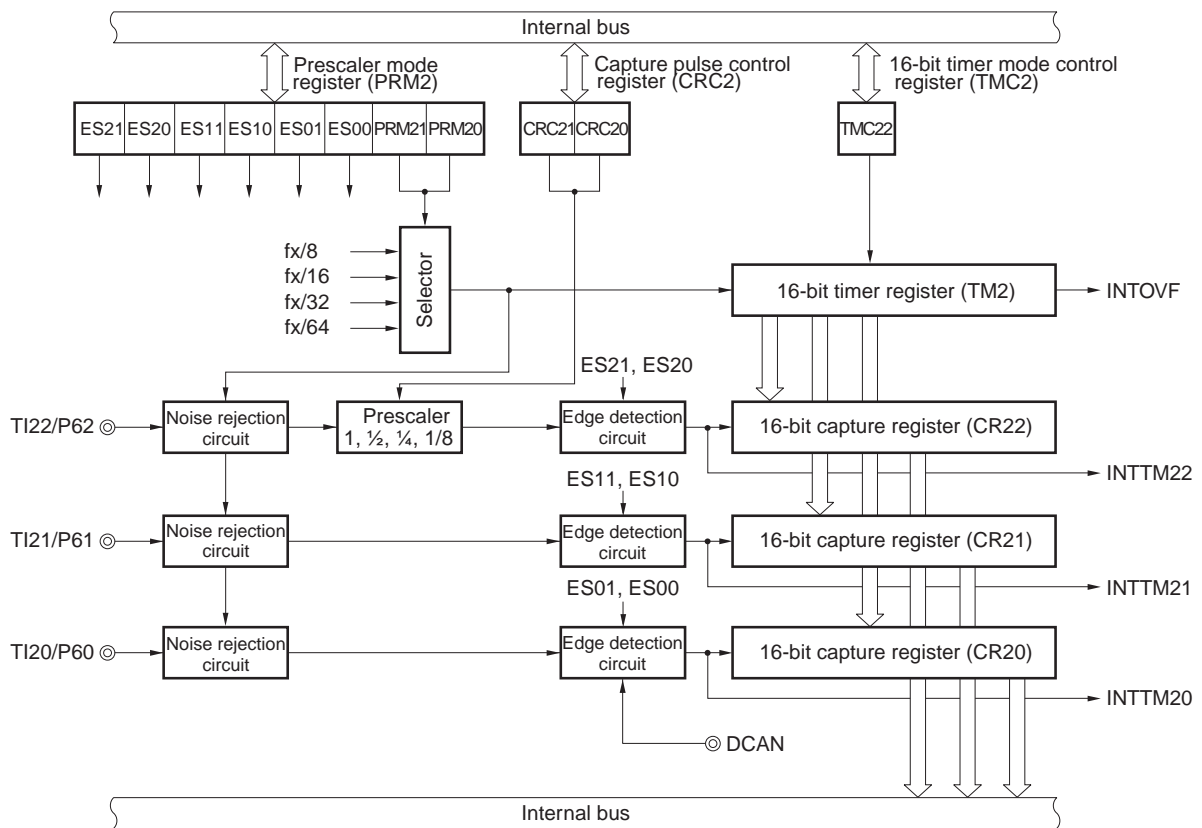 Internal bus
Prescaler mode
register (PRM2)
Capture pulse control
register (CRC2)
16-bit timer mode control
register (TMC2)
ES21 ES20 ES11 ES10 ES01 ES00 PRM21 PRM20
CRC21 CRC20
TMC22
fx/8
fx/16
fx/32
fx/64
Selector
16-bit timer register (TM2)
INTOVF
ES21, ES20
TI22/P62
Noise rejection
circuit
Prescaler
1, ½, ¼, 1/8
Edge detection
circuit
16-bit capture register (CR22)
INTTM22
ES11, ES10
TI21/P61
Noise rejection
circuit
Edge detection
circuit
16-bit capture register (CR21)
INTTM21
ES01, ES00
TI20/P60
Noise rejection
circuit
Edge detection
circuit
16-bit capture register (CR20)
INTTM20
DCAN
Internal bus